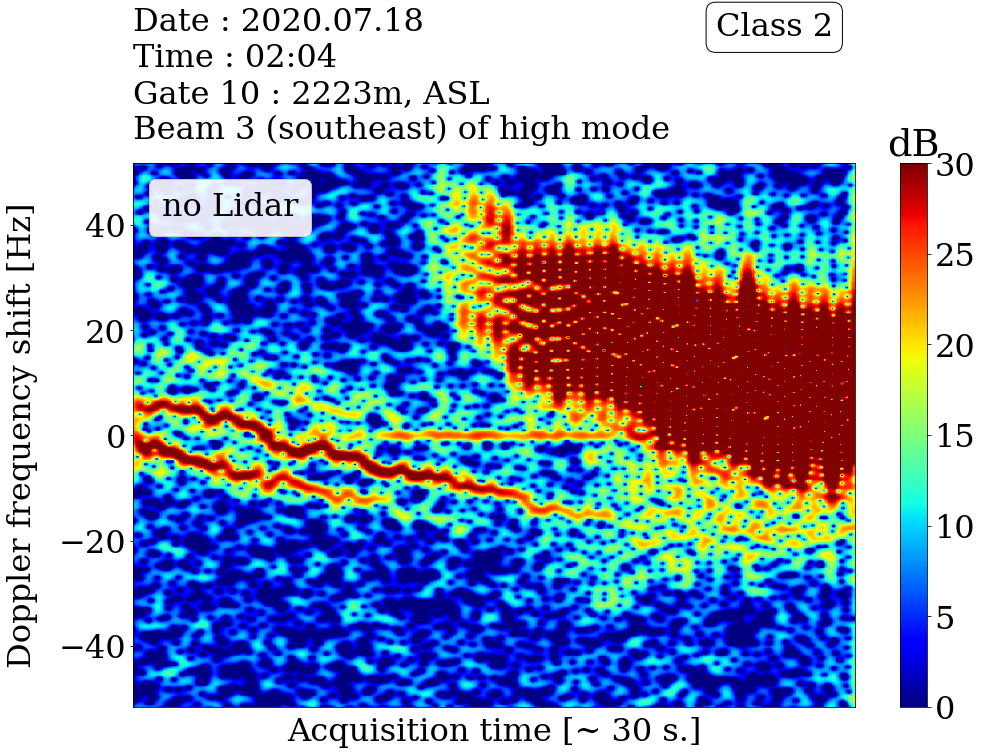 Date : 2020.07.18
Time : 02:04
Gate 10 : 2223m, ASL
Beam 3 (southeast) of high mode
Class 2
no Lidar
dB
30
25
20
15
10
5
0
Doppler frequency shift [Hz]
40
20
0
−20
−40
Acquisition time [~ 30 s.]